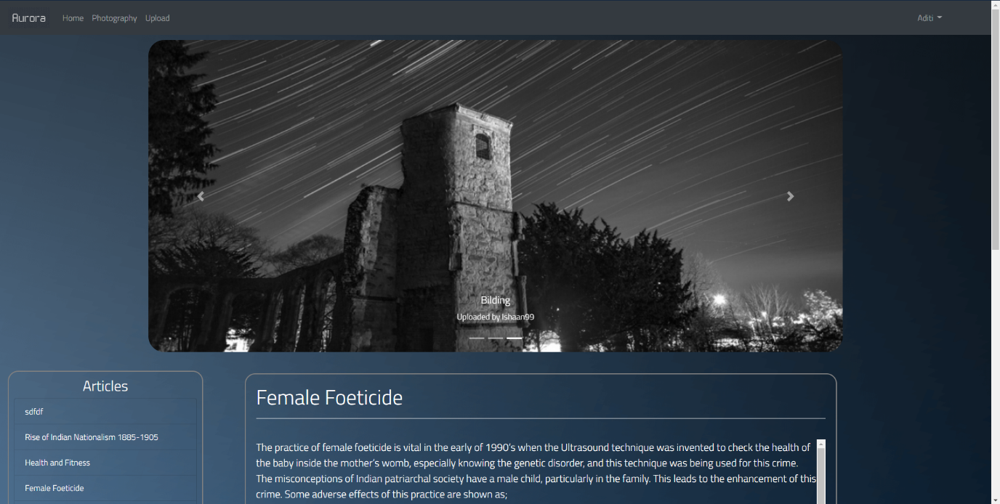 Aurora Home Photography Upload Aditi
Bilding
Uploaded by Ishaan99
Articles
sdfdf
Rise of Indian Nationalism 1885-1905
Health and Fitness
Female Foeticide
Female Foeticide
The practice of female foeticide is vital in the early of 1990's when the Ultrasound technique was invented to check the health of
the baby inside the mother's womb, especially knowing the genetic disorder, and this technique was being used for this crime.
The misconceptions of Indian patriarchal society have a male child, particularly in the family. This leads to the enhancement of this
crime. Some adverse effects of this practice are shown as;